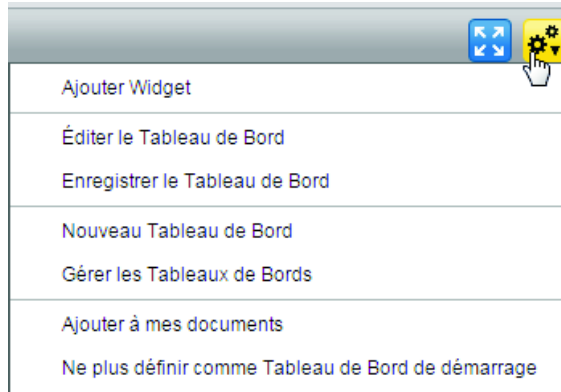 Ajouter Widget
Éditer le Tableau de Bord
Enregistrer le Tableau de Bord
Nouveau Tableau de Bord
Gérer les Tableaux de Bords
Ajouter à mes documents
Ne plus définir comme Tableau de Bord de démarrage